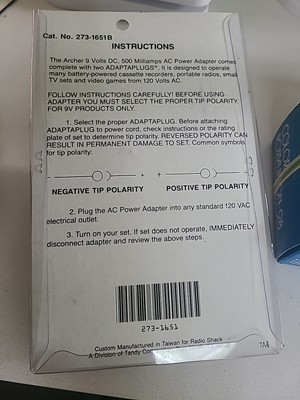 Cat. No. 273-1651B
INSTRUCTIONS
The Archer 9 Volts DC, 500 Milliamps AC Power Adapter comes
complete with two ADAPTAPLUGS*. It is designed to operate
many battery-powered cassette recorders, portable radios, small
TV sets and video games from 120 Volts AC.
FOLLOW INSTRUCTIONS CAREFULLY! BEFORE USING
ADAPTER YOU MUST SELECT THE PROPER TIP POLARITY.
FOR 9V PRODUCTS ONLY.
1. Select the proper ADAPTAPLUG. Before attaching
ADAPTAPLUG to power cord, check instructions or the rating
plate of set to determine tip polarity. REVERSED POLARITY CAN
RESULT IN PERMANENT DAMAGE TO SET. Common symbols
for tip polarity:
- + + -
NEGATIVE TIP POLARITY POSITIVE TIP POLARITY
2. Plug the AC Power Adapter into any standard 120 VAC
electrical outlet.
3. Turn on your set. If set does not operate, IMMEDIATELY
disconnect adapter and review the above steps.
273-1651
Custom Manufactured in Taiwan for Radio Shack
A Division of Tandy
7A4
COLOR